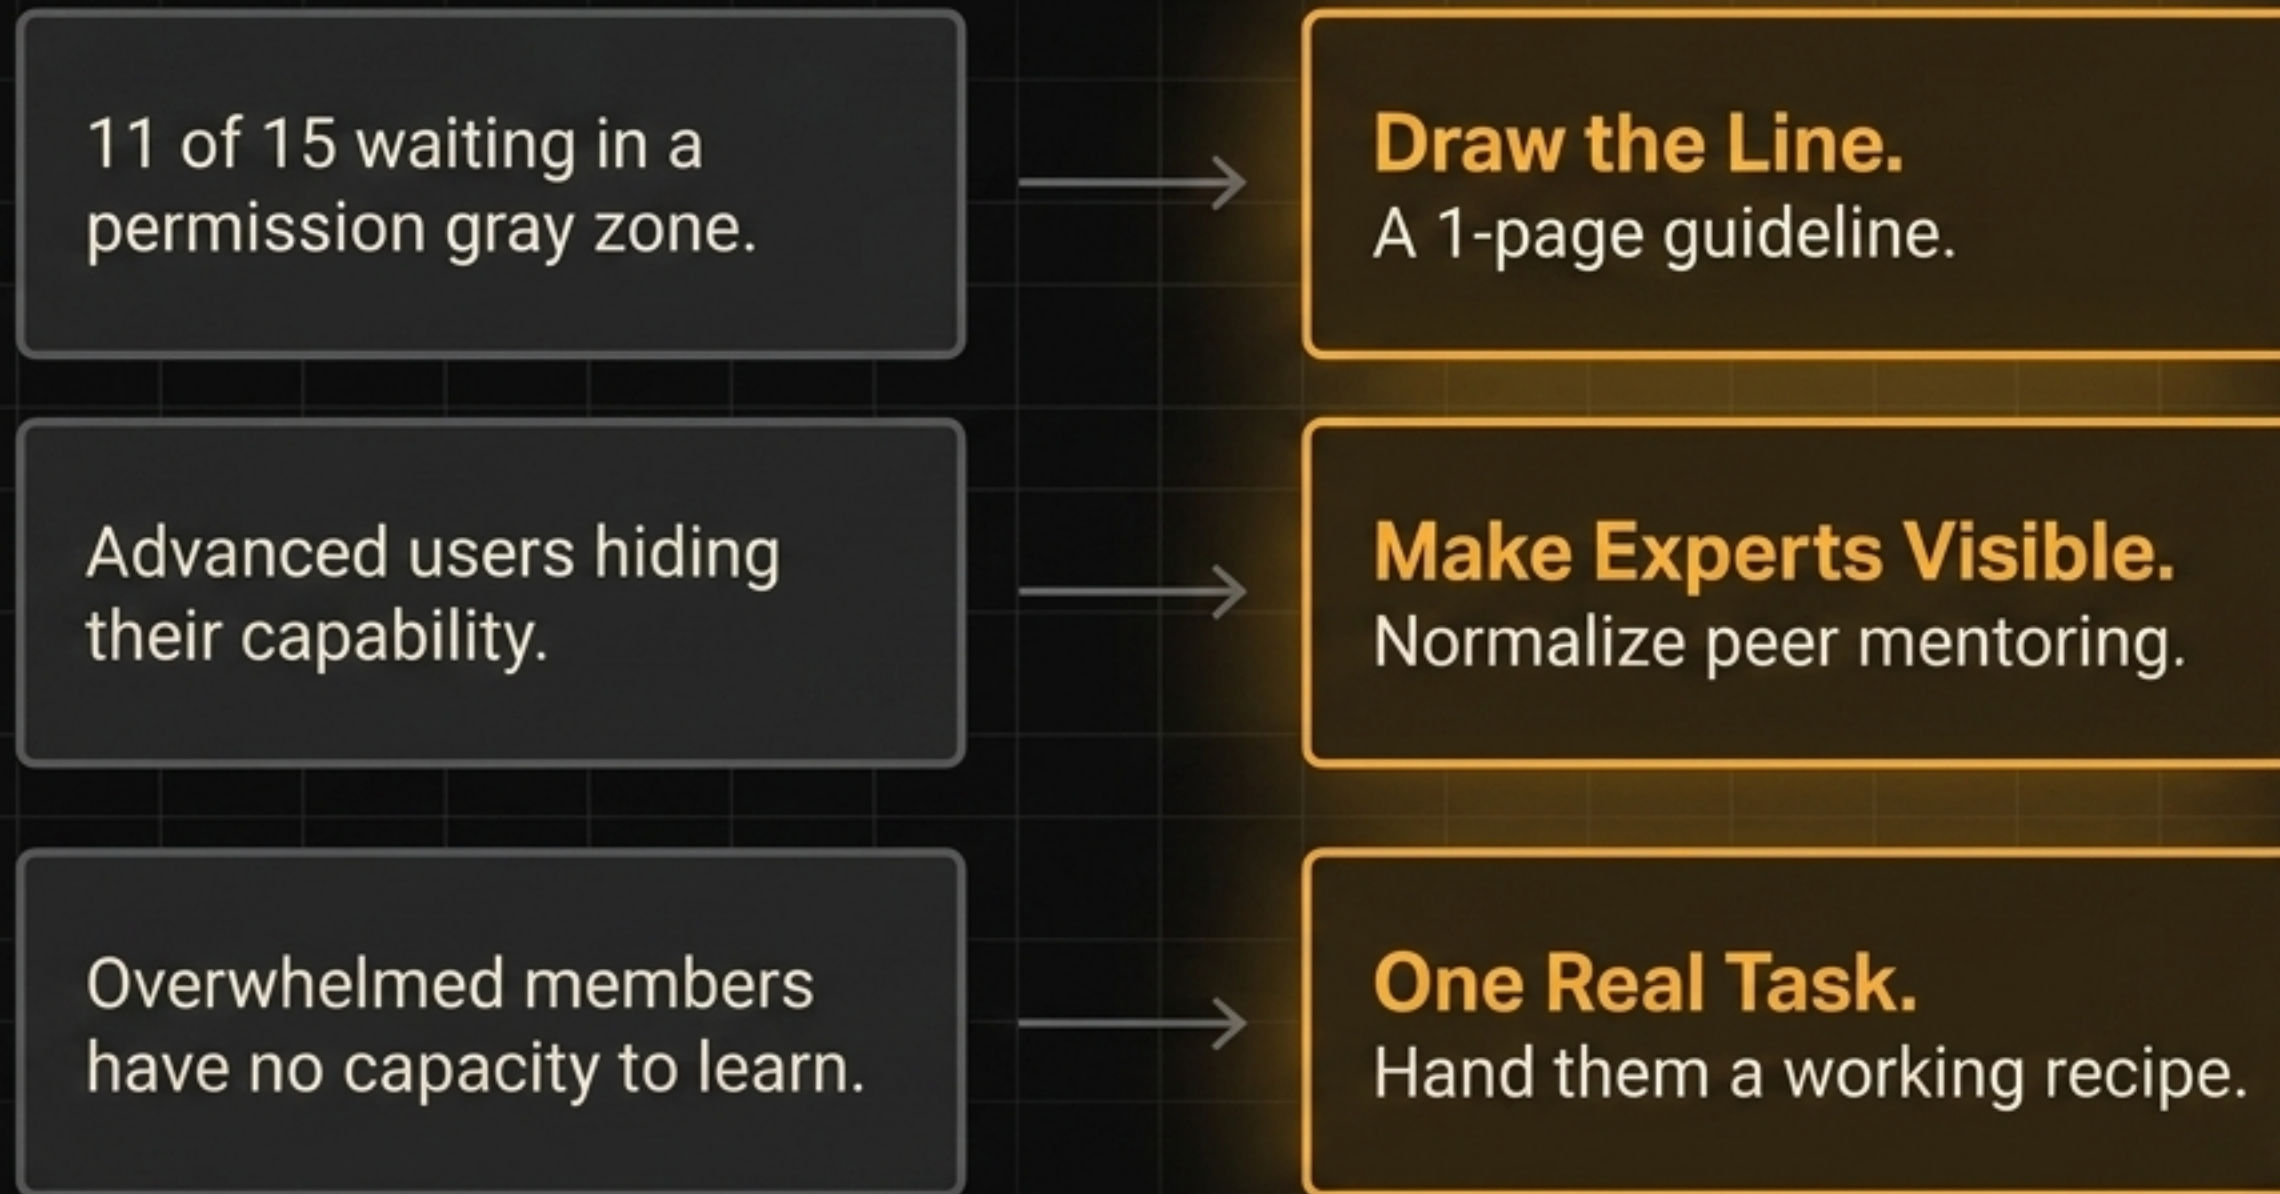 11 of 15 waiting in a
permission gray zone.
Draw the Line.
A 1-page guideline.
Advanced users hiding
their capability.
Make Experts Visible.
Normalize peer mentoring.
Overwhelmed members
have no capacity to learn.
One Real Task.
Hand them a working recipe.